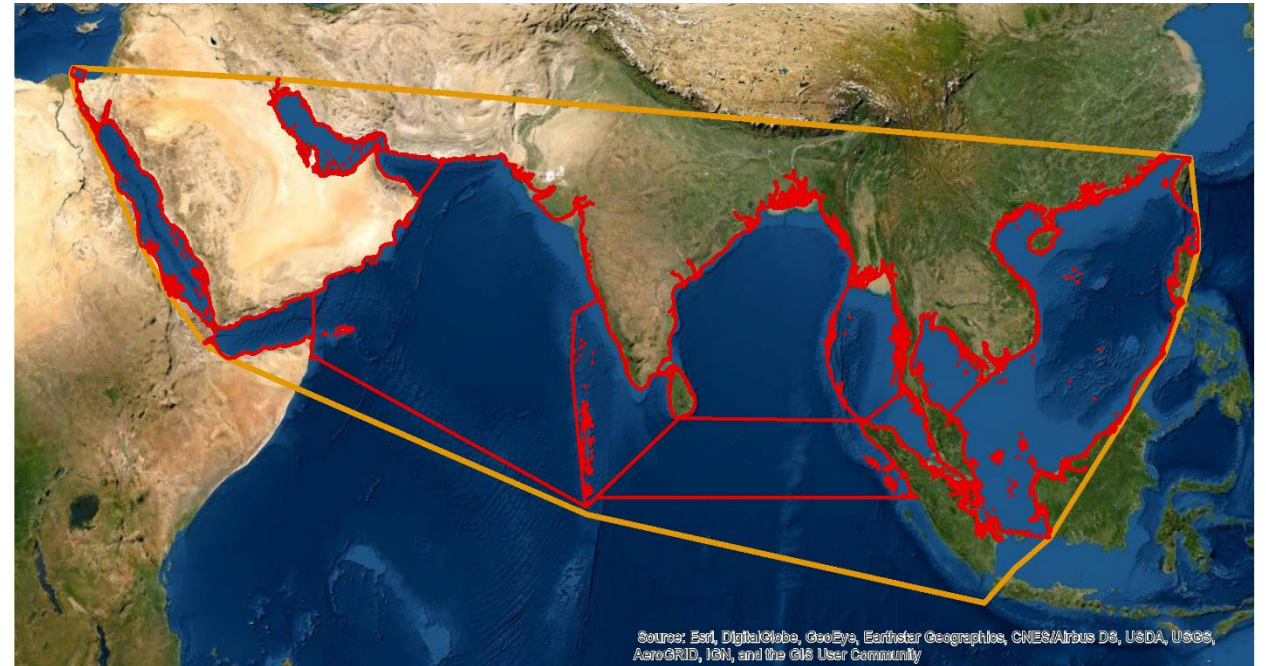 Source: Esri, DigitalGlobe, GeoEye, Earthstar Geographics, CNES/Airbus DS, USDA, USGS,
AeroGRID, IGN, and the GIS User Community